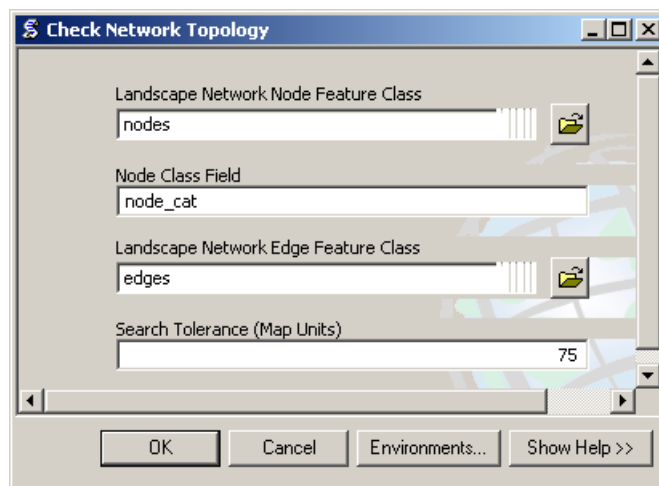 Check Network Topology
Landscape Network Node Feature Class
nodes
Node Class Field
node_cat
Landscape Network Edge Feature Class
edges
Search Tolerance (Map Units)
75
OK Cancel Environments... Show Help >>